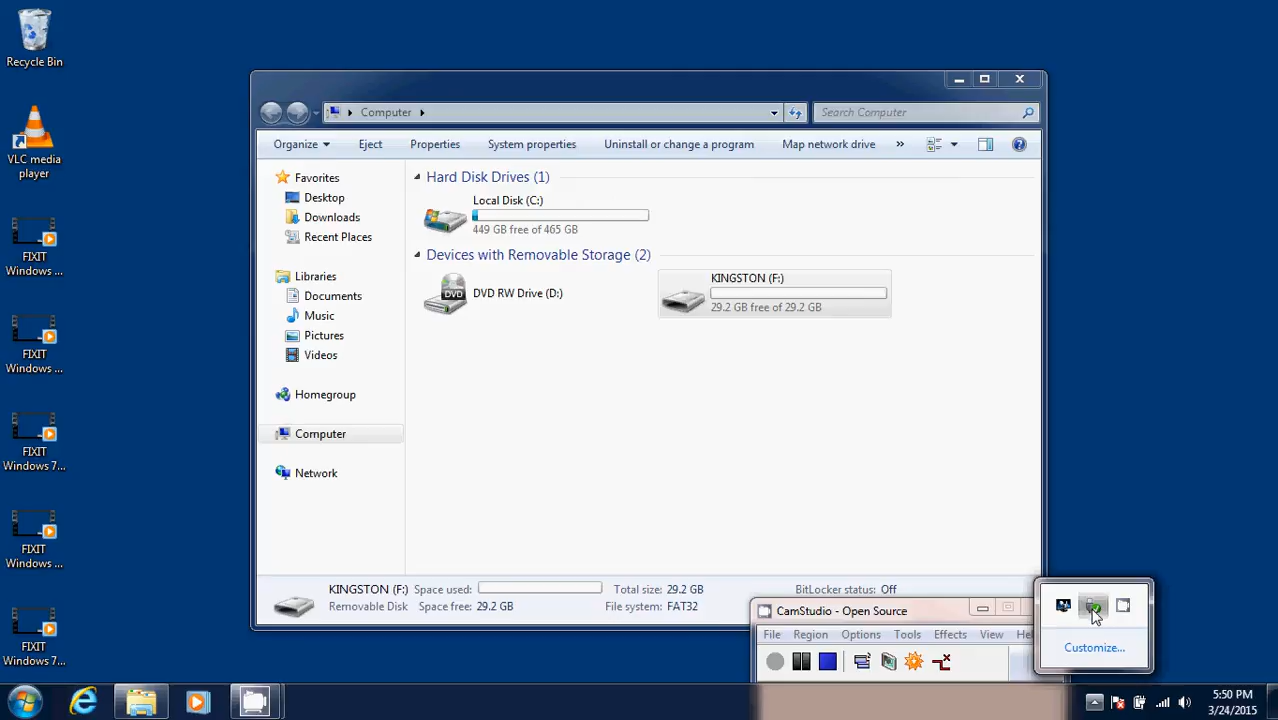 Recycle Bin
VLC media
player
FIXIT
Windows ...
FIXIT
Windows ...
FIXIT
Windows 7...
FIXIT
Windows ...
FIXIT
Windows 7...
Computer
Search Computer
Organize
Eject
Properties
System properties
Uninstall or change a program
Map network drive
»
Favorites
Desktop
Downloads
Recent Places
Libraries
Documents
Music
Pictures
Videos
Homegroup
Computer
Network
Hard Disk Drives (1)
Local Disk (C:)
449 GB free of 465 GB
Devices with Removable Storage (2)
DVD
DVD RW Drive (D:)
KINGSTON (F:)
29.2 GB free of 29.2 GB
KINGSTON (F:) Space used: Total size: 29.2 GB BitLocker status: Off
Removable Disk Space free: 29.2 GB File system: FAT32
CamStudio - Open Source
File Region Options Tools Effects View Hel
Customize...
5:50 PM
3/24/2015